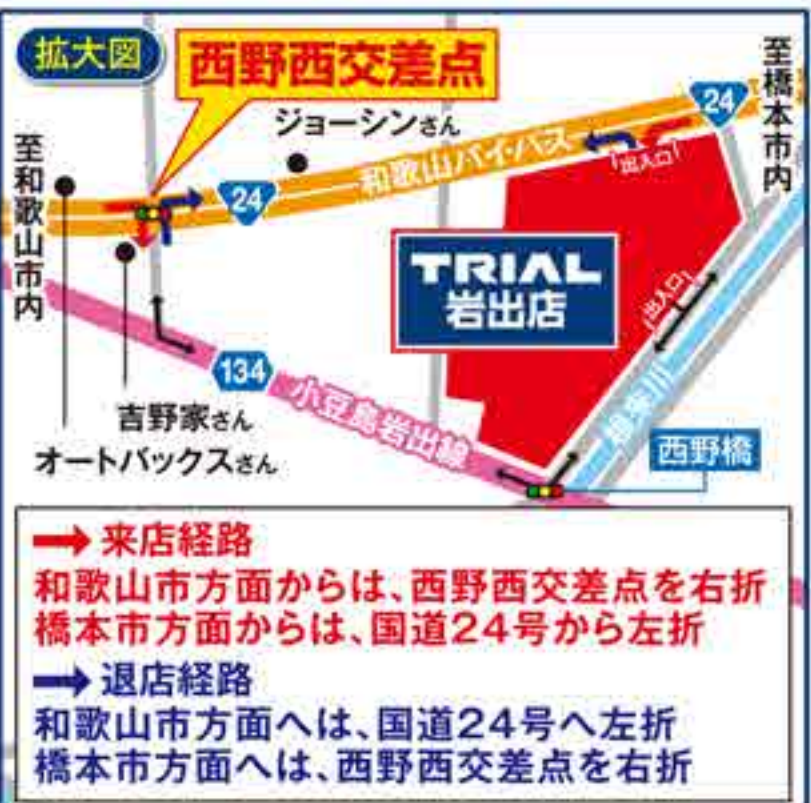 拡大図
西野西交差点
至橋本市内
24
ジョーシンさん
至和歌山市内
和歌山バイパス
出入口
24
TRIAL
岩出店
出入口
134
小豆島岩出線
根来川
吉野家さん
オートバックスさん
西野橋
→ 来店経路
和歌山市方面からは、西野西交差点を右折
橋本市方面からは、国道24号から左折
→ 退店経路
和歌山市方面へは、国道24号へ左折
橋本市方面へは、西野西交差点を右折